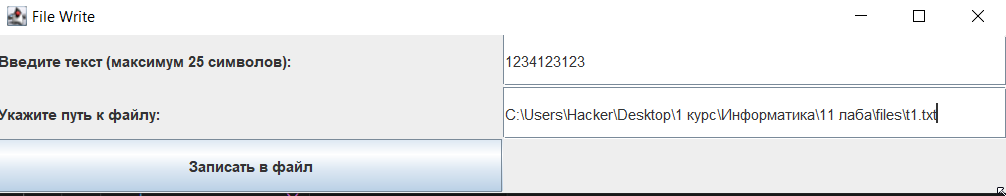 File Write
Введите текст (максимум 25 символов):
1234123123
Укажите путь к файлу:
C:\Users\Hacker\Desktop\1 курс\Информатика\11 лаба\files\t1.txt
Записать в файл